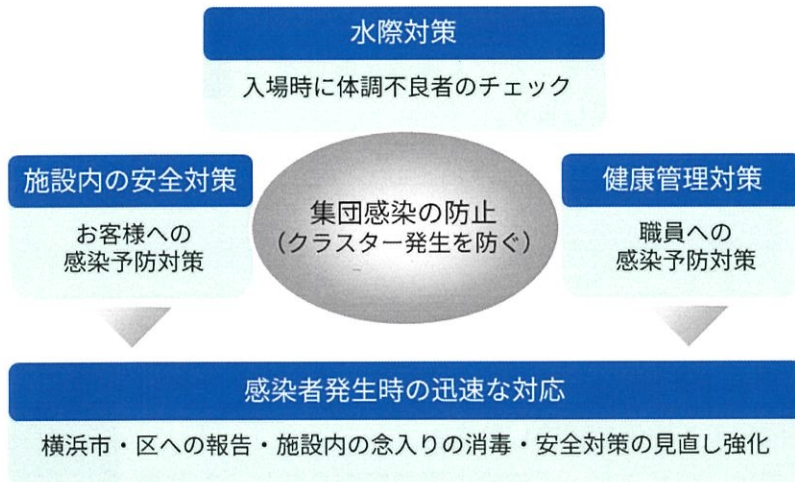 水際対策
入場時に体調不良者のチェック
施設内の安全対策
お客様への
感染予防対策
集団感染の防止
（クラスター発生を防ぐ）
健康管理対策
職員への
感染予防対策
感染者発生時の迅速な対応
横浜市・区への報告・施設内の念入りの消毒・安全対策の見直し強化